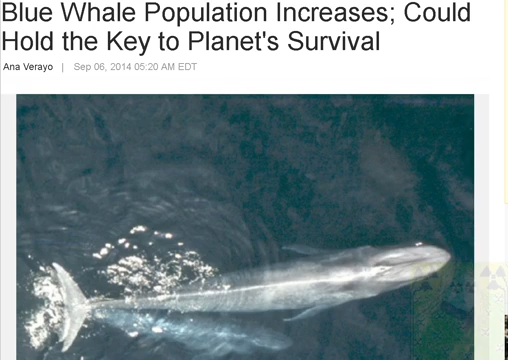 Blue Whale Population Increases; Could
Hold the Key to Planet's Survival
Ana Verayo | Sep 06, 2014 05:20 AM EDT